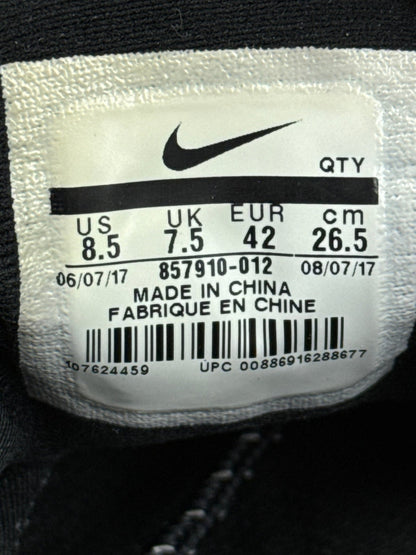 QTY
US UK EUR cm
8.5 7.5 42 26.5
06/07/17 857910-012 08/07/17
MADE IN CHINA
FABRIQUE EN CHINE
107624459 UPC 00886916288677